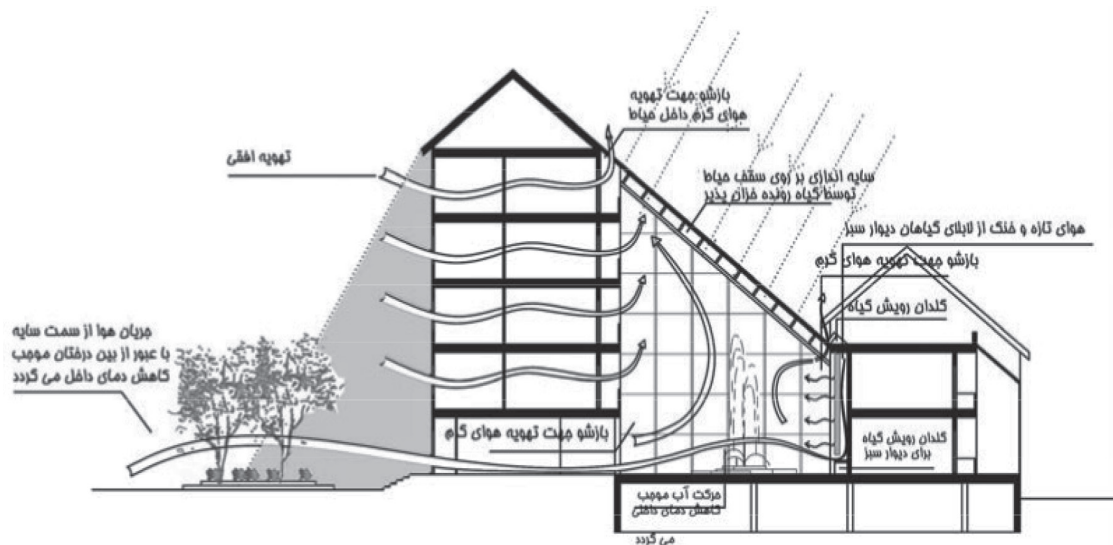 بازشو جهت تهویه
هوای گرم داخل حیاط
تهویه افقی
سایه اندازی بر روی سقف حیاط
توسط گیاه رونده خزان پذیر
هوای تازه و خنک از لابلای گیاهان دیوار سبز
بازشو جهت تهویه هوای گرم
گلدان رویش گیاه
جریان هوا از سمت سایه
با عبور از بین درختان موجب
کاهش دمای داخل می گردد
بازشو جهت تهویه هوای گرم
گلدان رویش گیاه
برای دیوار سبز
حرکت آب موجب
کاهش دمای داخلی
می گردد